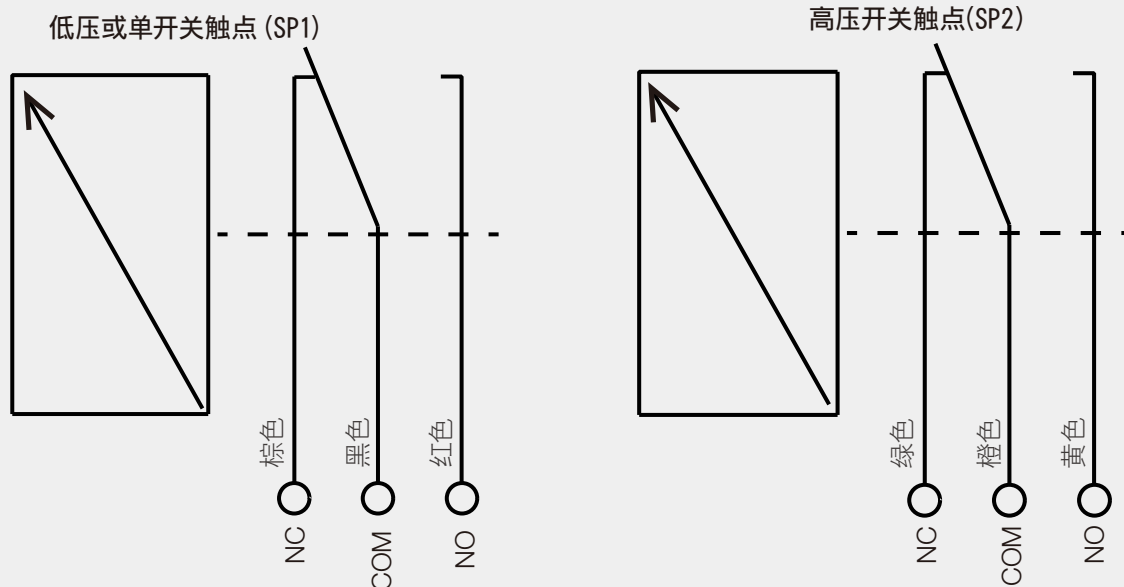 低压或单开关触点 (SP1)
高压开关触点(SP2)
棕色
黑色
红色
绿色
橙色
黄色
NC
COM
NO
NC
COM
NO